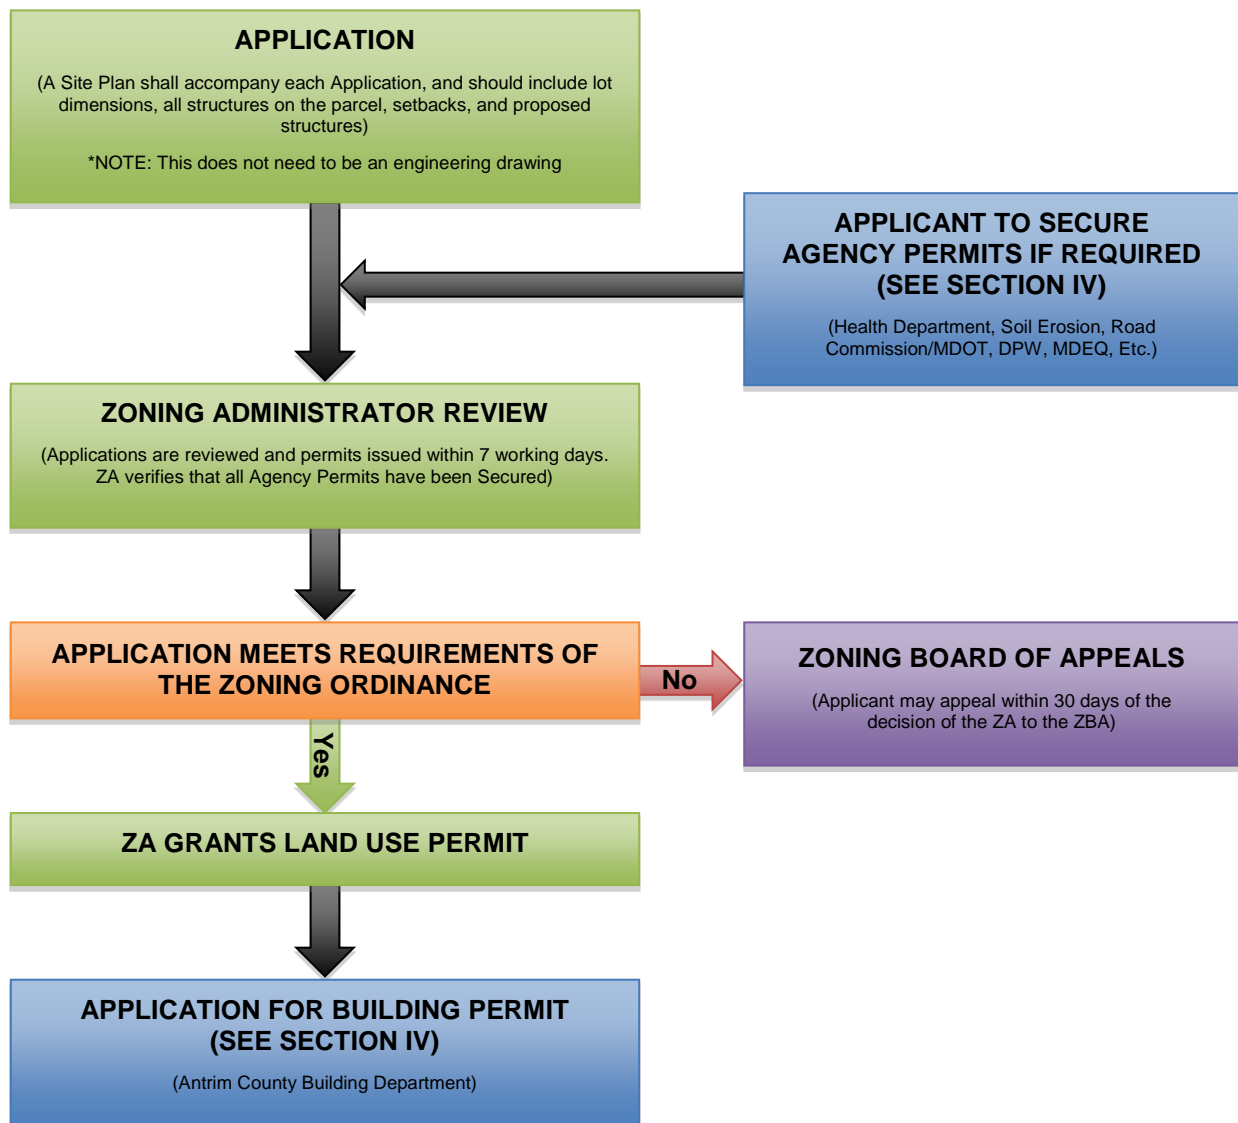 APPLICATION
(A Site Plan shall accompany each Application, and should include lot
dimensions, all structures on the parcel, setbacks, and proposed
structures)
*NOTE: This does not need to be an engineering drawing
APPLICANT TO SECURE
AGENCY PERMITS IF REQUIRED
(SEE SECTION IV)
(Health Department, Soil Erosion, Road
Commission/MDOT, DPW, MDEQ, Etc.)
ZONING ADMINISTRATOR REVIEW
(Applications are reviewed and permits issued within 7 working days.
ZA verifies that all Agency Permits have been Secured)
APPLICATION MEETS REQUIREMENTS OF
THE ZONING ORDINANCE
No
ZONING BOARD OF APPEALS
(Applicant may appeal within 30 days of the
decision of the ZA to the ZBA)
Yes
ZA GRANTS LAND USE PERMIT
APPLICATION FOR BUILDING PERMIT
(SEE SECTION IV)
(Antrim County Building Department)